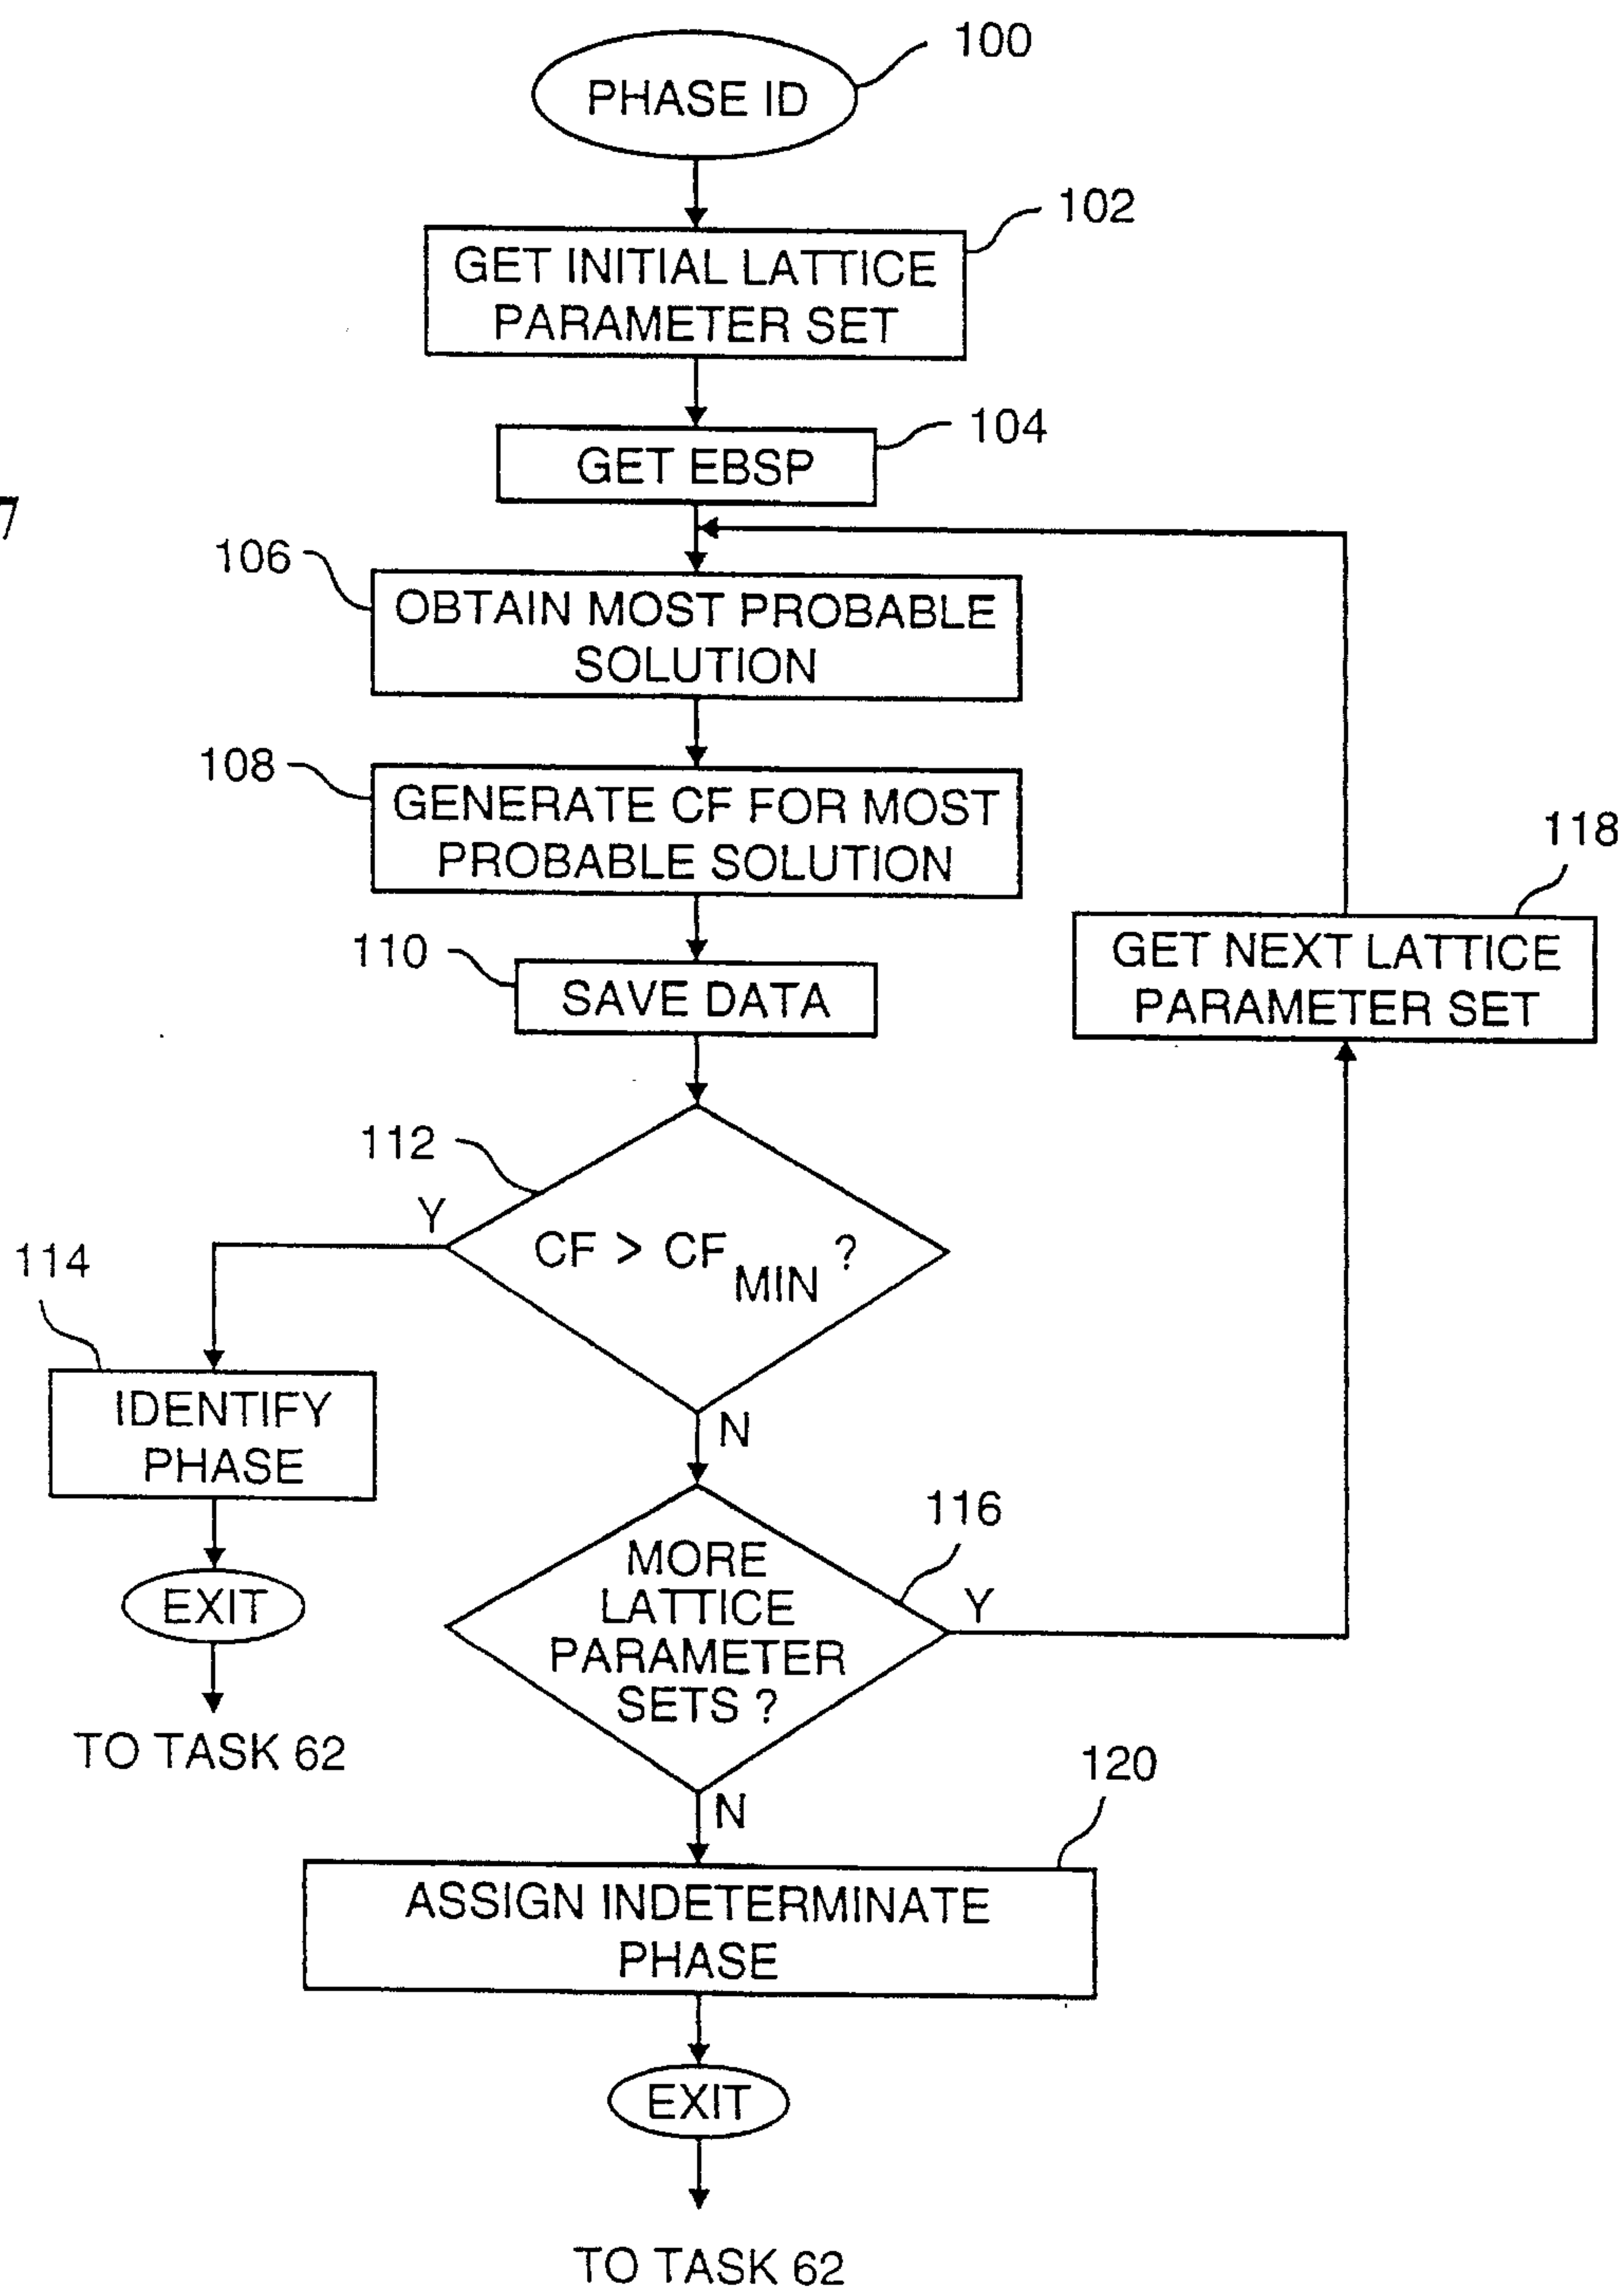 100
PHASE ID
102
GET INITIAL LATTICE
PARAMETER SET
104
GET EBSP
7
106
OBTAIN MOST PROBABLE
SOLUTION
108
GENERATE CF FOR MOST
PROBABLE SOLUTION
118
GET NEXT LATTICE
PARAMETER SET
110
SAVE DATA
112
Y
CF > CF MIN ?
114
IDENTIFY
PHASE
N
EXIT
TO TASK 62
116
MORE
LATTICE
PARAMETER
SETS ?
Y
N
120
ASSIGN INDETERMINATE
PHASE
EXIT
TO TASK 62